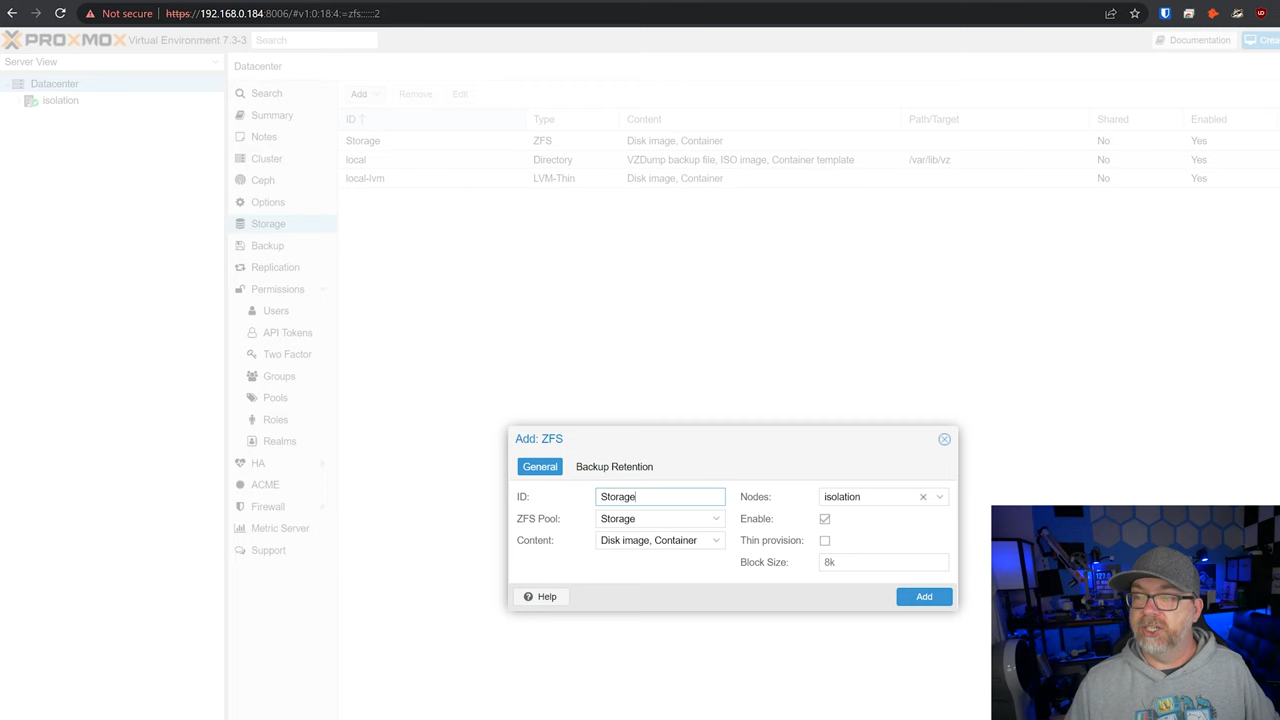 Not secure https://192.168.0.184:8006/#v1:0:18:4:=zfs:::::2
PROXMOX Virtual Environment 7.3-3 Search Documentation
Server View
Datacenter
isolation
Datacenter
Search
Summary
Notes
Cluster
Ceph
Options
Storage
Backup
Replication
Permissions
Users
API Tokens
Two Factor
Groups
Pools
Roles
Realms
HA
ACME
Firewall
Metric Server
Support
Add Remove Edit
ID Type Content Path/Target Shared Enabled
Storage ZFS Disk image, Container No Yes
local Directory VZDump backup file, ISO image, Container template /var/lib/vz No Yes
local-lvm LVM-Thin Disk image, Container No Yes
Add: ZFS
General Backup Retention
ID: Storage Nodes: isolation
ZFS Pool: Storage Enable:
Content: Disk image, Container Thin provision:
Block Size: 8k
Help Add